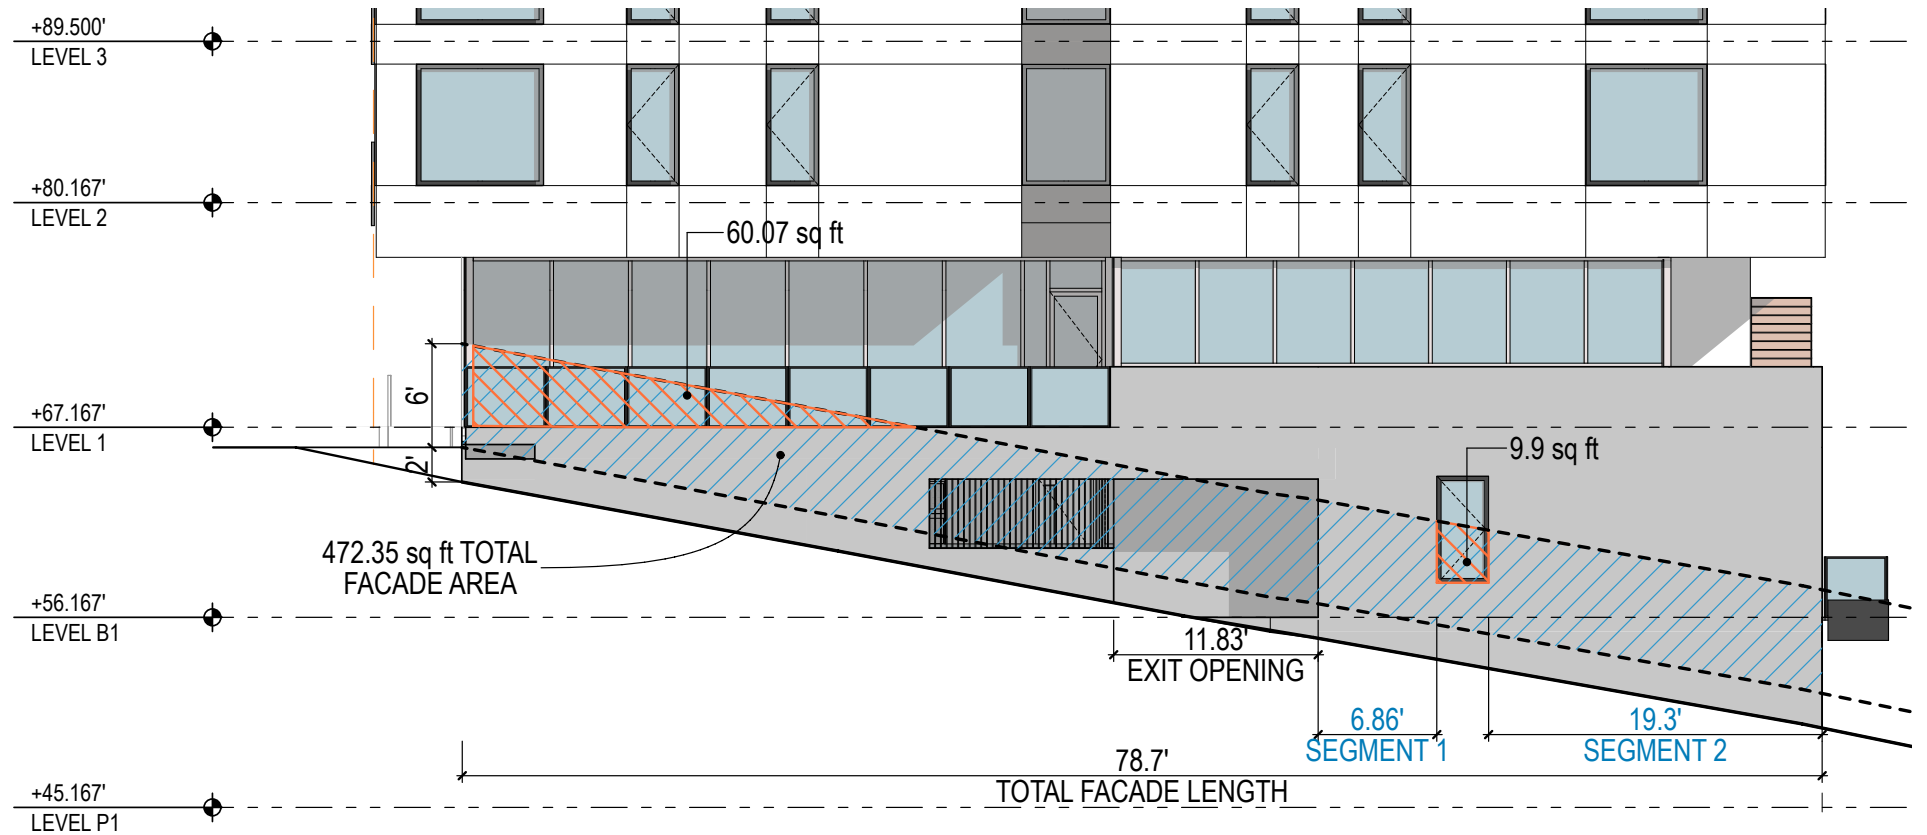 +89.500'
LEVEL 3
+80.167'
LEVEL 2
60.07 sq ft
6'
+67.167'
LEVEL 1
2'
9.9 sq ft
472.35 sq ft TOTAL
FACADE AREA
+56.167'
LEVEL B1
11.83'
EXIT OPENING
6.86'
SEGMENT 1
19.3'
SEGMENT 2
78.7'
TOTAL FACADE LENGTH
+45.167'
LEVEL P1